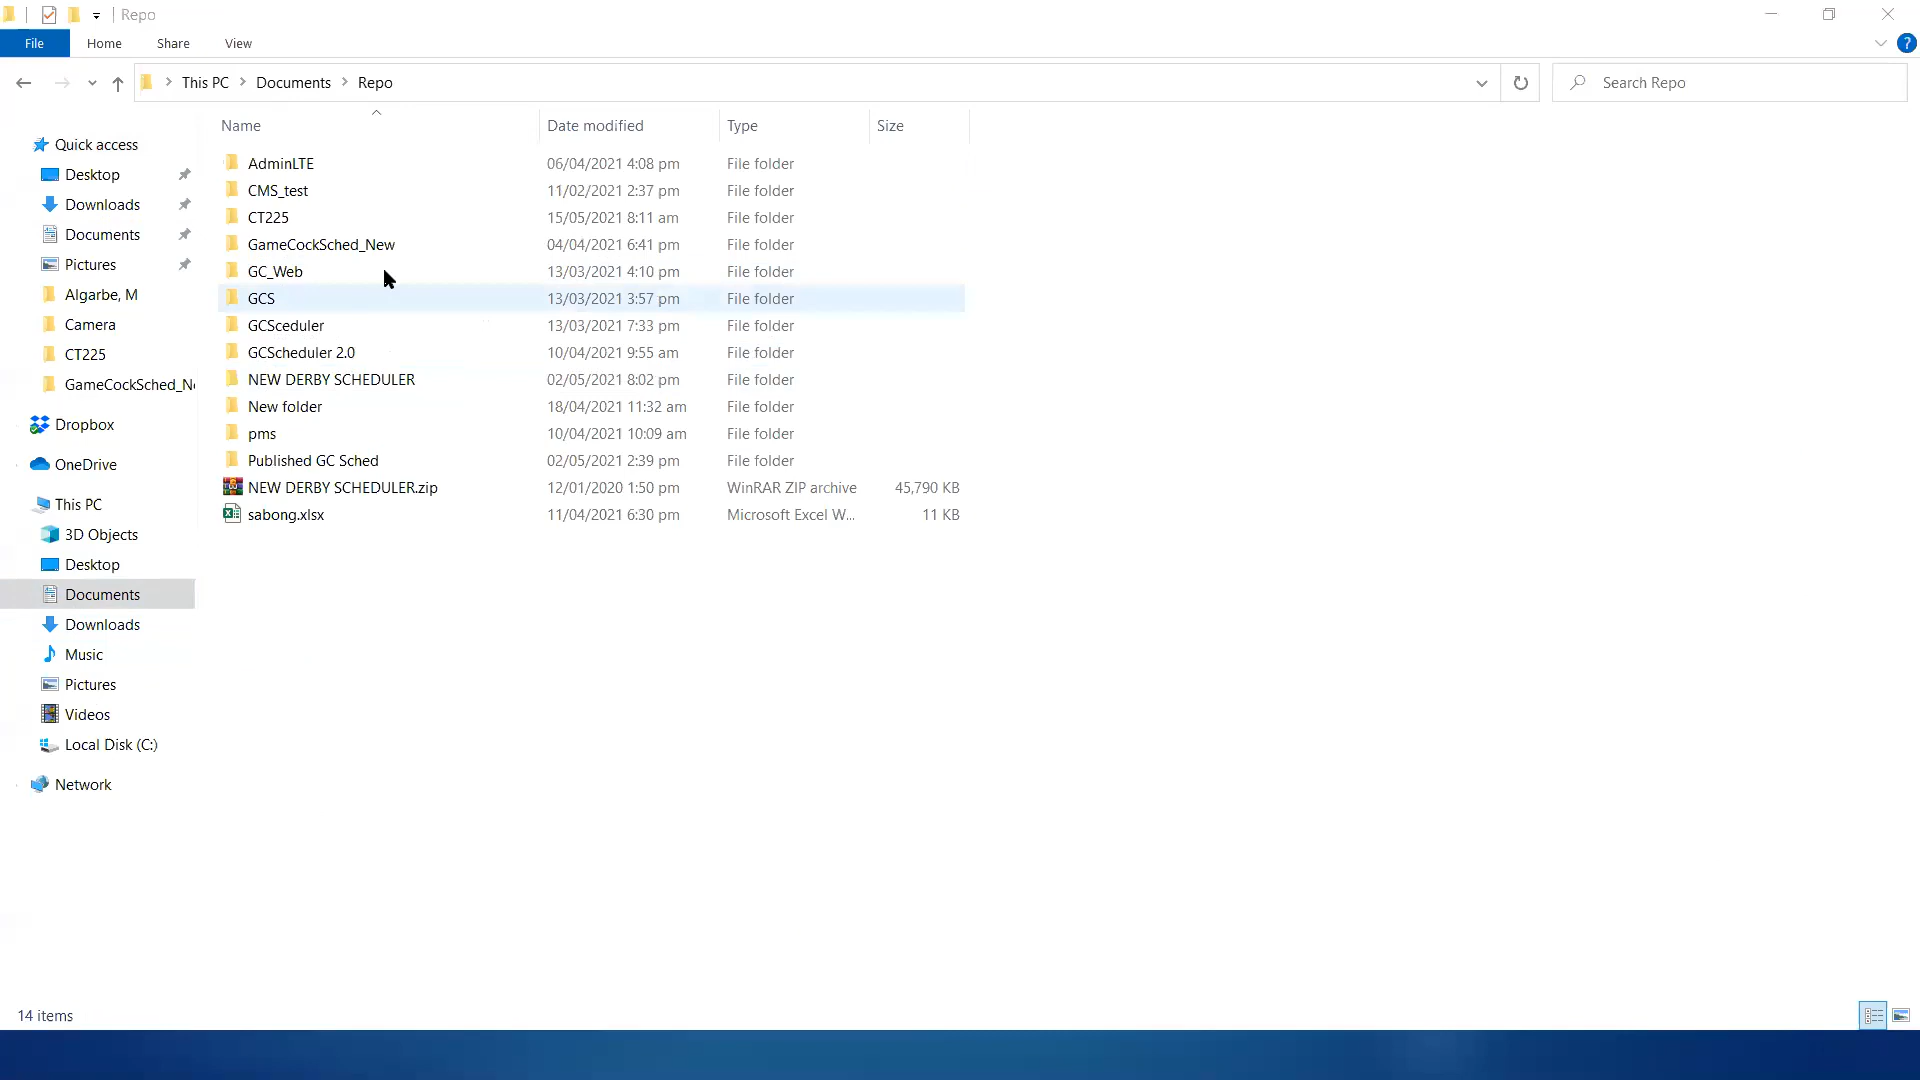 Repo
File Home Share View
This PC Documents Repo
Search Repo
Name Date modified Type Size
Quick access
Desktop
Downloads
Documents
Pictures
Algarbe, M
Camera
CT225
GameCockSched_Ne
Dropbox
OneDrive
This PC
3D Objects
Desktop
Documents
Downloads
Music
Pictures
Videos
Local Disk (C:)
Network
AdminLTE 06/04/2021 4:08 pm File folder
CMS_test 11/02/2021 2:37 pm File folder
CT225 15/05/2021 8:11 am File folder
GameCockSched_New 04/04/2021 6:41 pm File folder
GC_Web 13/03/2021 4:10 pm File folder
GCS 13/03/2021 3:57 pm File folder
GCSceduler 13/03/2021 7:33 pm File folder
GCScheduler 2.0 10/04/2021 9:55 am File folder
NEW DERBY SCHEDULER 02/05/2021 8:02 pm File folder
New folder 18/04/2021 11:32 am File folder
pms 10/04/2021 10:09 am File folder
Published GC Sched 02/05/2021 2:39 pm File folder
NEW DERBY SCHEDULER.zip 12/01/2020 1:50 pm WinRAR ZIP archive 45,790 KB
sabong.xlsx 11/04/2021 6:30 pm Microsoft Excel W... 11 KB
14 items